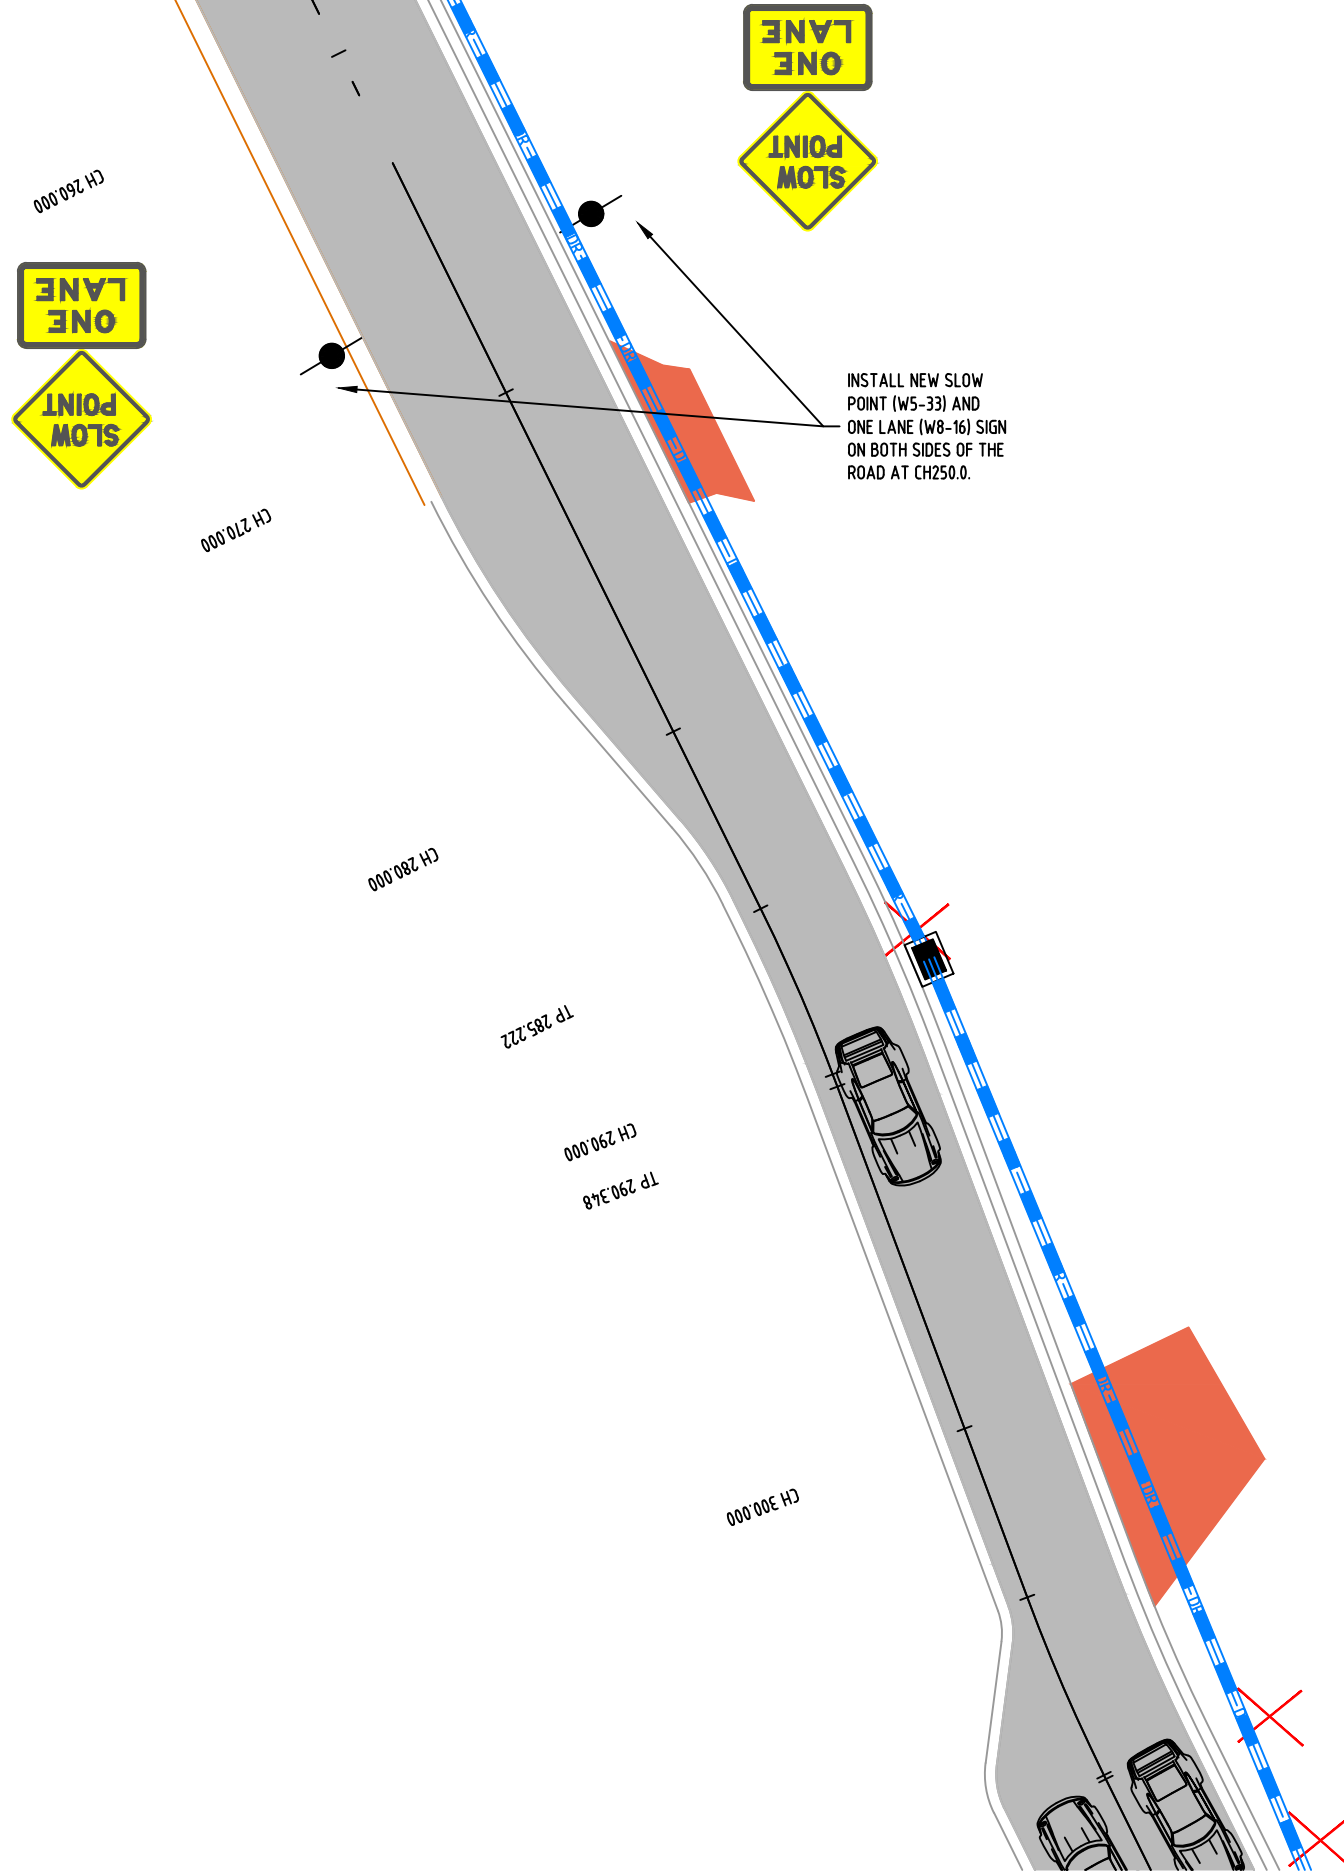 ONE
LANE
SLOW
POINT
CH 260.000
ONE
LANE
SLOW
POINT
INSTALL NEW SLOW
POINT (W5-33) AND
ONE LANE (W8-16) SIGN
ON BOTH SIDES OF THE
ROAD AT CH250.0.
CH 270.000
CH 280.000
TP 285.222
CH 290.000
TP 290.348
CH 300.000